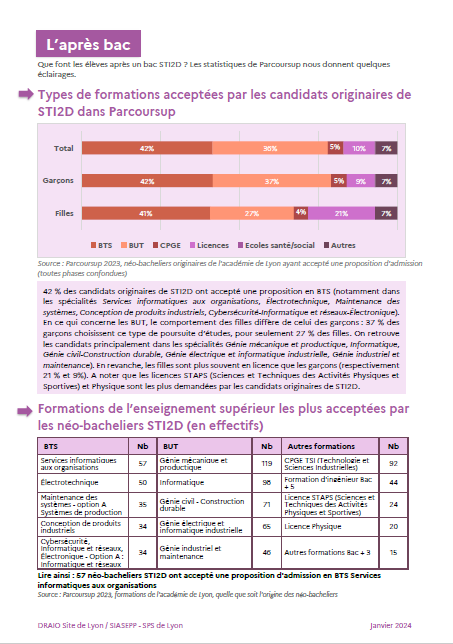 L'après bac
Que font les élèves après un bac STI2D ? Les statistiques de Parcoursup nous donnent quelques
éclairages.
Types de formations acceptées par les candidats originaires de
STI2D dans Parcoursup
Total 42% 36% 5% 10% 7%
Garçons 42% 37% 5% 9% 7%
Filles 41% 27% 4% 21% 7%
BTS BUT CPGE Licences Ecoles santé/social Autres
Source : Parcoursup 2023, néo-bacheliers originaires de l'académie de Lyon ayant accepté une proposition d'admission
(toutes phases confondues)
42 % des candidats originaires de STI2D ont accepté une proposition en BTS (notamment dans
les spécialités Services informatiques aux organisations, Électrotechnique, Maintenance des
systèmes, Conception de produits industriels, Cybersécurité-Informatique et réseaux-Électronique).
En ce qui concerne les BUT, le comportement des filles diffère de celui des garçons : 37 % des
garçons choisissent ce type de poursuite d'études, pour seulement 27 % des filles. On retrouve
les candidats principalement dans les spécialités Génie mécanique et productique, Informatique,
Génie civil-Construction durable, Génie électrique et informatique industrielle, Génie industriel et
maintenance). En revanche, les filles sont plus souvent en licence que les garçons (respectivement
21 % et 9%). A noter que les licences STAPS (Sciences et Techniques des Activités Physiques et
Sportives) et Physique sont les plus demandées par les candidats originaires de STI2D.
Formations de l'enseignement supérieur les plus acceptées par
les néo-bacheliers STI2D (en effectifs)
BTS Nb BUT Nb Autres formations Nb
Services informatiques
aux organisations
57
Génie mécanique et
productique
119
CPGE TSI (Technologie et
Sciences Industrielles)
92
Électrotechnique
50
Informatique
98
Formation d'ingénieur Bac
+ 5
44
Maintenance des
systèmes - option A
Systèmes de production
35
Génie civil - Construction
durable
71
Licence STAPS (Sciences et
Techniques des Activités
Physiques et Sportives)
24
Conception de produits
industriels
34
Génie électrique et
informatique industrielle
65
Licence Physique
20
Cybersécurité,
Informatique et réseaux,
Électronique - Option A :
Informatique et réseaux
34
Génie industriel et
maintenance
46
Autres formations Bac + 3
15
Lire ainsi : 57 néo-bacheliers STI2D ont accepté une proposition d'admission en BTS Services
informatiques aux organisations
Source : Parcoursup 2023, formations de l'académie de Lyon, quelle que soit l'origine des néo-bacheliers
DRAIO Site de Lyon / SIASEPP - SPS de Lyon Janvier 2024